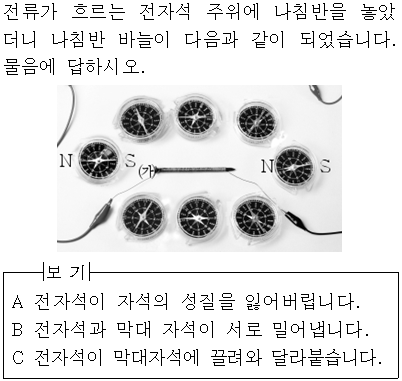 전류가 흐르는 전자석 주위에 나침반을 놓았
더니 나침반 바늘이 다음과 같이 되었습니다.
물음에 답하시오.
N S (가) N S
보 기
A 전자석이 자석의 성질을 잃어버립니다.
B 전자석과 막대 자석이 서로 밀어냅니다.
C 전자석이 막대자석에 끌려와 달라붙습니다.